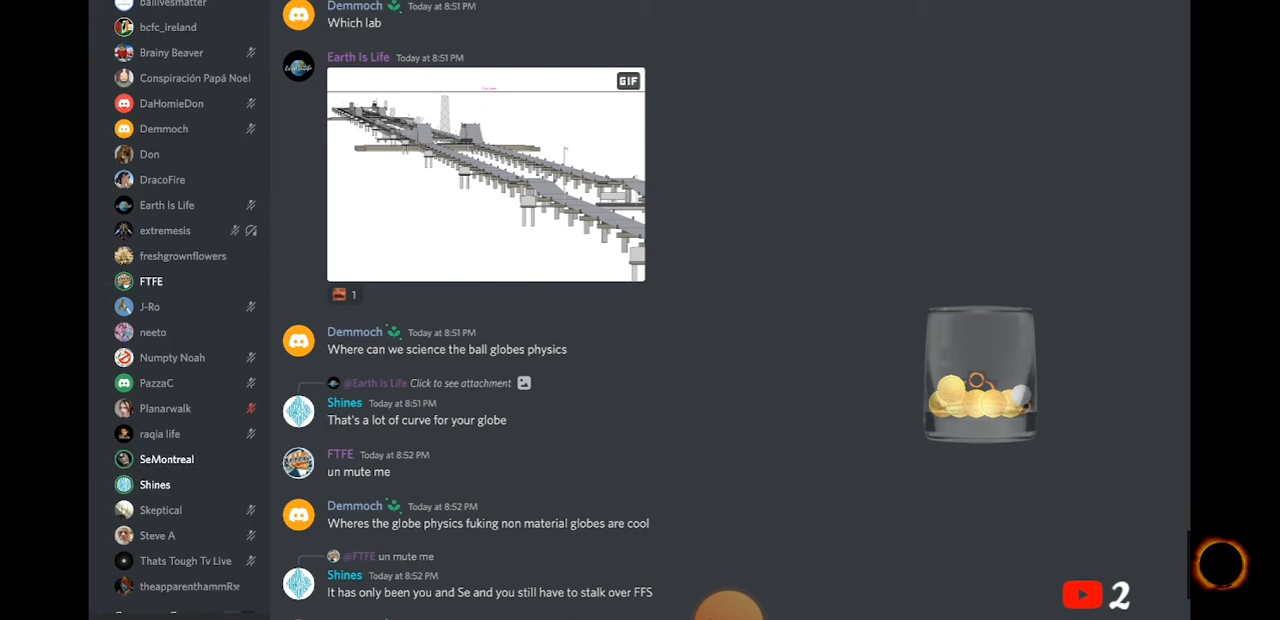 ballivesmatter
bcfc_ireland
Brainy Beaver
Conspiración Papá Noel
DaHomieDon
Demmoch
Don
DracoFire
Earth Is Life
extremesis
freshgrownflowers
FTFE
J-Ro
neeto
Numpty Noah
PazzaC
Planarwalk
raqia life
SeMontreal
Shines
Skeptical
Steve A
Thats Tough Tv Live
theapparenthammR
Demmoch Today at 8:51 PM
Which lab
Earth Is Life Today at 8:51 PM
GIF
1
Demmoch Today at 8:51 PM
Where can we science the ball globes physics
@Earth Is Life Click to see attachment
Shines Today at 8:51 PM
That's a lot of curve for your globe
FTFE Today at 8:52 PM
un mute me
Demmoch Today at 8:52 PM
Wheres the globe physics fuking non material globes are cool
@FTFE un mute me
Shines Today at 8:52 PM
It has only been you and Se and you still have to stalk over FFS
2